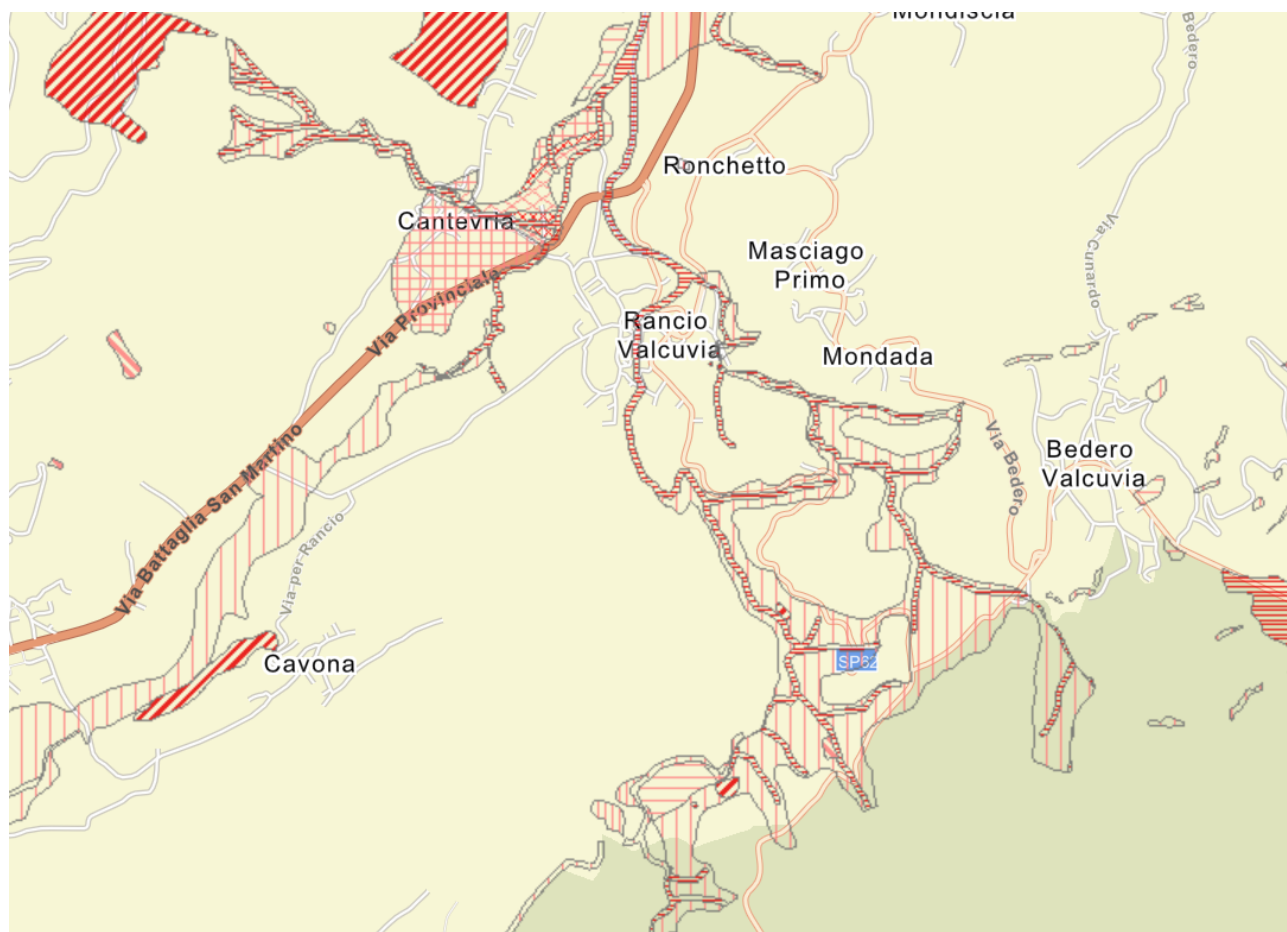 Mondiscia
Bedero
Ronchetto
Cantevria
Via Cunardo
Masciago
Primo
Via Provinciale
Rancio
Valcuvia
Mondada
Via Bedero
Bedero
Valcuvia
Via Battaglia San Martino
Via per Rancio
Cavona
SP62